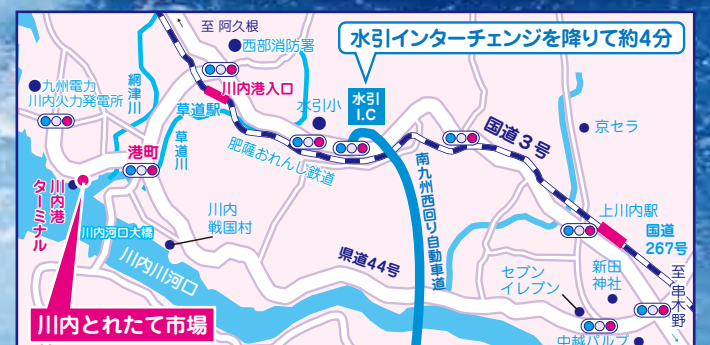 至 阿久根
西部消防署
水引インターチェンジを降りて約4分
九州電力
川内火力発電所
網津川
川内港入口
草道駅
水引小
水引
I.C
国道3号
京セラ
港町
草道川
肥薩おれんじ鉄道
南九州西回り自動車道
川内港
ターミナル
川内
戦国村
上川内駅
国道
267号
川内河口大橋
川内川河口
県道44号
セブン
イレブン
新田
神社
至 串木野
川内とれたて市場
中越パルプ